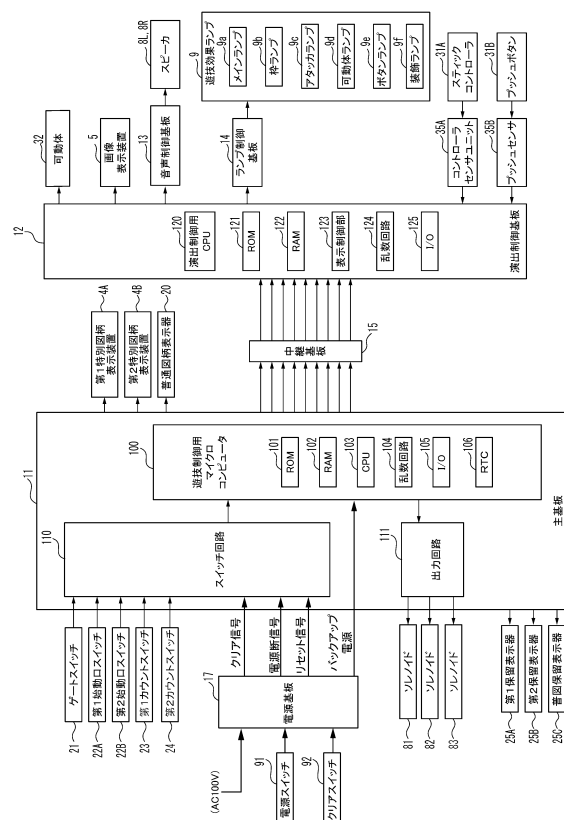 32
可動体
5
画像
表示装置
13
音声制御基板
8L、8R
スピーカ
9
遊技効果ランプ
9a
メインランプ
9b
枠ランプ
9c
アタッカランプ
9d
可動体ランプ
9e
ボタンランプ
9f
装飾ランプ
14
ランプ制御
基板
31A
スティック
コントローラ
35A
コントローラ
センサユニット
31B
プッシュボタン
35B
プッシュセンサ
12
120
演出制御用
CPU
121
ROM
122
RAM
123
表示制御部
124
乱数回路
125
I/O
演出制御基板
4A
第1特別図柄
表示装置
4B
第2特別図柄
表示装置
20
普通図柄表示器
中継基板
15
11
100
遊技制御用
マイクロ
コンピュータ
101
ROM
102
RAM
103
CPU
104
乱数回路
105
I/O
106
RTC
主基板
110
スイッチ回路
111
出力回路
クリア信号
電源断信号
リセット信号
バックアップ
電源
ゲートスイッチ
21
第1始動口スイッチ
22A
第2始動口スイッチ
22B
第1カウントスイッチ
23
第2カウントスイッチ
24
17
電源基板
(AC100V)
91
電源スイッチ
92
クリアスイッチ
ソレノイド
81
ソレノイド
82
ソレノイド
83
第1保留表示器
25A
第2保留表示器
25B
普図保留表示器
25C